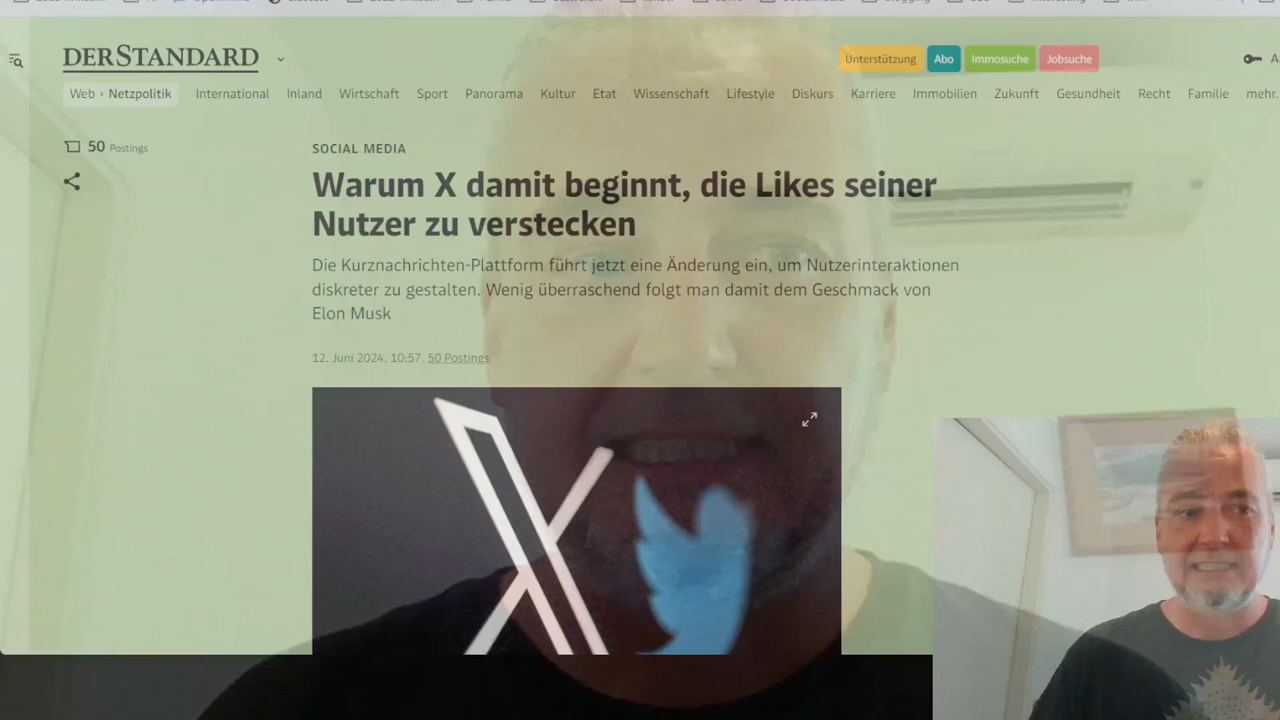 DERSTANDARD
Unterstützung Abo Immosuche Jobsuche
Web › Netzpolitik International Inland Wirtschaft Sport Panorama Kultur Etat Wissenschaft Lifestyle Diskurs Karriere Immobilien Zukunft Gesundheit Recht Familie mehr.
50 Postings
SOCIAL MEDIA
Warum X damit beginnt, die Likes seiner
Nutzer zu verstecken
Die Kurznachrichten-Plattform führt jetzt eine Änderung ein, um Nutzerinteraktionen
diskreter zu gestalten. Wenig überraschend folgt man damit dem Geschmack von
Elon Musk
12. Juni 2024, 10:57, 50 Postings
X